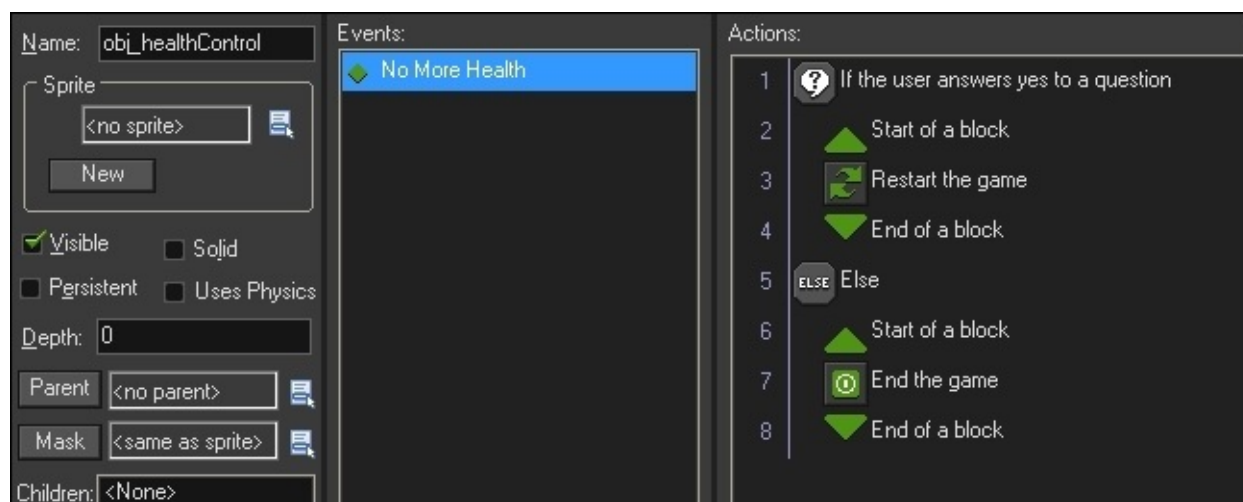 Name: obj_healthControl
Sprite
<no sprite>
New
Visible
Solid
Persistent
Uses Physics
Depth: 0
Parent <no parent>
Mask <same as sprite>
Children: <None>
Events:
No More Health
Actions:
1 ? If the user answers yes to a question
2 Start of a block
3 Restart the game
4 End of a block
5 ELSE Else
6 Start of a block
7 End the game
8 End of a block